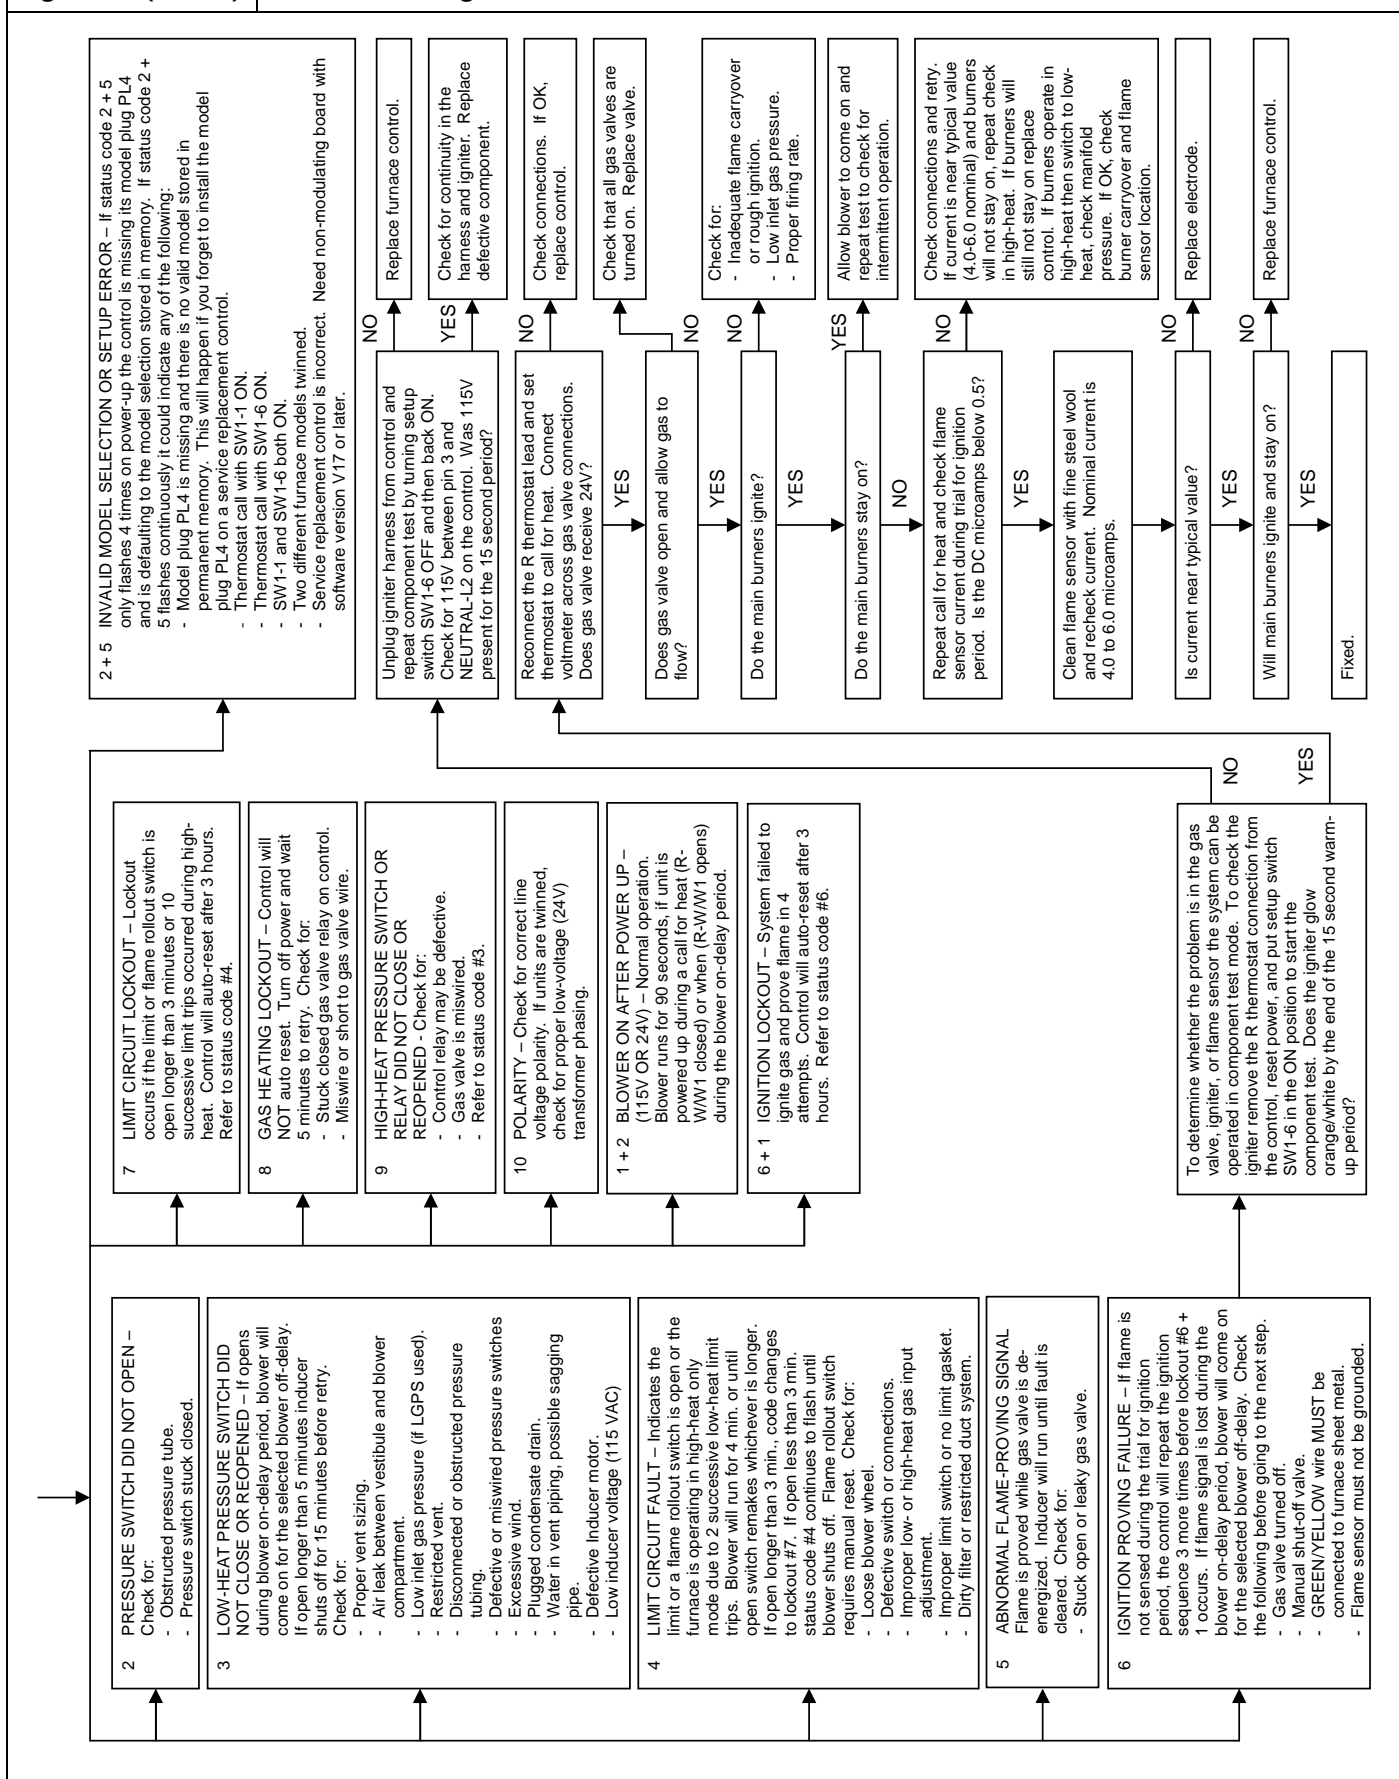 2 PRESSURE SWITCH DID NOT OPEN –
Check for:
- Obstructed pressure tube.
- Pressure switch stuck closed.
3 LOW-HEAT PRESSURE SWITCH DID
NOT CLOSE OR REOPENED – If opens
during blower on-delay period, blower will
come on for the selected blower off-delay.
If open longer than 5 minutes inducer
shuts off for 15 minutes before retry.
Check for:
- Proper vent sizing.
- Air leak between vestibule and blower
compartment.
- Low inlet gas pressure (if LGPS used).
- Restricted vent.
- Disconnected or obstructed pressure
tubing.
- Defective or miswired pressure switches
- Excessive wind.
- Plugged condensate drain.
- Water in vent piping, possible sagging
pipe.
- Defective Inducer motor.
- Low inducer voltage (115 VAC)
4 LIMIT CIRCUIT FAULT – Indicates the
limit or a flame rollout switch is open or the
furnace is operating in high-heat only
mode due to 2 successive low-heat limit
trips. Blower will run for 4 min. or until
open switch remakes whichever is longer.
If open longer than 3 min., code changes
to lockout #7. If open less than 3 min.
status code #4 continues to flash until
blower shuts off. Flame rollout switch
requires manual reset. Check for:
- Loose blower wheel.
- Defective switch or connections.
- Improper low- or high-heat gas input
adjustment.
- Improper limit switch or no limit gasket.
- Dirty filter or restricted duct system.
5 ABNORMAL FLAME-PROVING SIGNAL
Flame is proved while gas valve is de-
energized. Inducer will run until fault is
cleared. Check for:
- Stuck open or leaky gas valve.
6 IGNITION PROVING FAILURE – If flame is
not sensed during the trial for ignition
period, the control will repeat the ignition
sequence 3 more times before lockout #6 +
1 occurs. If flame signal is lost during the
blower on-delay period, blower will come on
for the selected blower off-delay. Check
the following before going to the next step.
- Gas valve turned off.
- Manual shut-off valve.
- GREEN/YELLOW wire MUST be
connected to furnace sheet metal.
- Flame sensor must not be grounded.
7 LIMIT CIRCUIT LOCKOUT – Lockout
occurs if the limit or flame rollout switch is
open longer than 3 minutes or 10
successive limit trips occurred during high-
heat. Control will auto-reset after 3 hours.
Refer to status code #4.
8 GAS HEATING LOCKOUT – Control will
NOT auto reset. Turn off power and wait
5 minutes to retry. Check for:
- Stuck closed gas valve relay on control.
- Miswire or short to gas valve wire.
9 HIGH-HEAT PRESSURE SWITCH OR
RELAY DID NOT CLOSE OR
REOPENED - Check for:
- Control relay may be defective.
- Gas valve is miswired.
- Refer to status code #3.
10 POLARITY – Check for correct line
voltage polarity. If units are twinned,
check for proper low-voltage (24V)
transformer phasing.
1 + 2 BLOWER ON AFTER POWER UP –
(115V OR 24V) – Normal operation.
Blower runs for 90 seconds, if unit is
powered up during a call for heat (R-
W/W1 closed) or when (R-W/W1 opens)
during the blower on-delay period.
6 + 1 IGNITION LOCKOUT – System failed to
ignite gas and prove flame in 4
attempts. Control will auto-reset after 3
hours. Refer to status code #6.
To determine whether the problem is in the gas
valve, igniter, or flame sensor the system can be
operated in component test mode. To check the
igniter remove the R thermostat connection from
the control, reset power, and put setup switch
SW1-6 in the ON position to start the
component test. Does the igniter glow
orange/white by the end of the 15 second warm-
up period?
NO
YES
2 + 5 INVALID MODEL SELECTION OR SETUP ERROR – If status code 2 + 5
only flashes 4 times on power-up the control is missing its model plug PL4
and is defaulting to the model selection stored in memory. If status code 2 +
5 flashes continuously it could indicate any of the following:
- Model plug PL4 is missing and there is no valid model stored in
permanent memory. This will happen if you forget to install the model
plug PL4 on a service replacement control.
- Thermostat call with SW1-1 ON.
- Thermostat call with SW1-6 ON.
- SW1-1 and SW1-6 both ON.
- Two different furnace models twinned.
- Service replacement control is incorrect. Need non-modulating board with
software version V17 or later.
Unplug igniter harness from control and
repeat component test by turning setup
switch SW1-6 OFF and then back ON.
Check for 115V between pin 3 and
NEUTRAL-L2 on the control. Was 115V
present for the 15 second period?
NO
Replace furnace control.
YES
Check for continuity in the
harness and igniter. Replace
defective component.
Reconnect the R thermostat lead and set
thermostat to call for heat. Connect
voltmeter across gas valve connections.
Does gas valve receive 24V?
NO
Check connections. If OK,
replace control.
YES
Does gas valve open and allow gas to
flow?
NO
Check that all gas valves are
turned on. Replace valve.
YES
Do the main burners ignite?
NO
Check for:
- Inadequate flame carryover
or rough ignition.
- Low inlet gas pressure.
- Proper firing rate.
YES
Do the main burners stay on?
YES
Allow blower to come on and
repeat test to check for
intermittent operation.
NO
Repeat call for heat and check flame
sensor current during trial for ignition
period. Is the DC microamps below 0.5?
NO
Check connections and retry.
If current is near typical value
(4.0-6.0 nominal) and burners
will not stay on, repeat check
in high-heat. If burners will
still not stay on replace
control. If burners operate in
high-heat then switch to low-
heat, check manifold
pressure. If OK, check
burner carryover and flame
sensor location.
YES
Clean flame sensor with fine steel wool
and recheck current. Nominal current is
4.0 to 6.0 microamps.
Is current near typical value?
NO
Replace electrode.
YES
Will main burners ignite and stay on?
NO
Replace furnace control.
YES
Fixed.